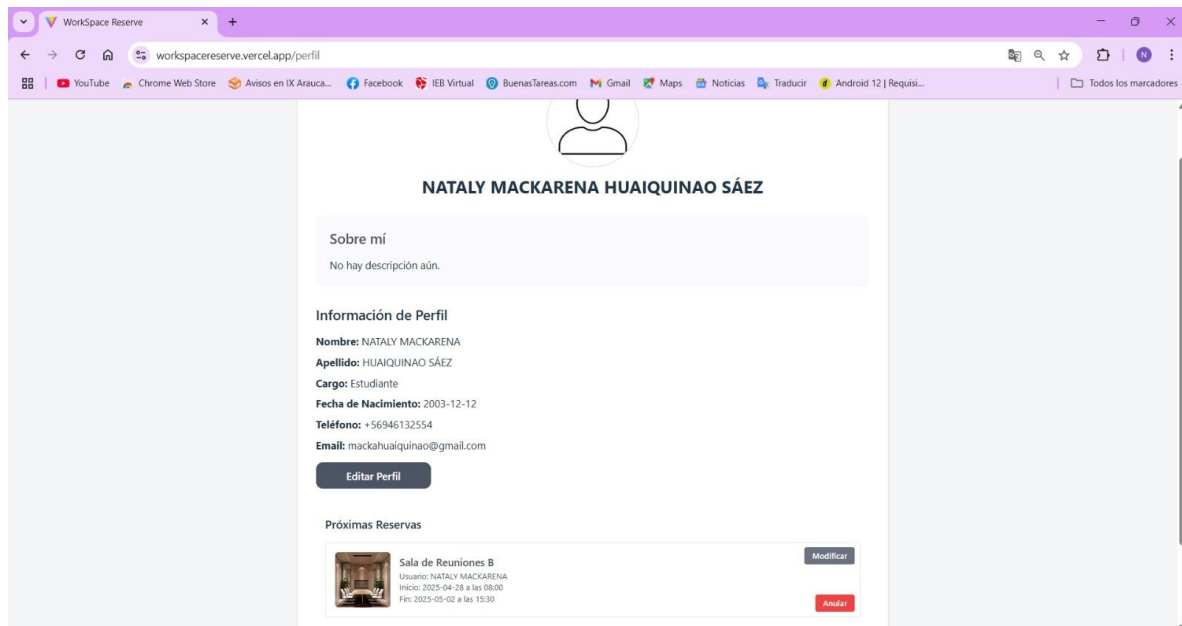 WorkSpace Reserve
workspacereserve.vercel.app/perfil
N
YouTube Chrome Web Store Avisos en IX Arauca... Facebook IEB Virtual BuenasTareas.com Gmail Maps Noticias Traducir Android 12 | Requisi... Todos los marcadores
NATALY MACKARENA HUAIQUINAO SÁEZ
Sobre mí
No hay descripción aún.
Información de Perfil
Nombre: NATALY MACKARENA
Apellido: HUAIQUINAO SÁEZ
Cargo: Estudiante
Fecha de Nacimiento: 2003-12-12
Teléfono: +56946132554
Email: mackahuaiquinao@gmail.com
Editar Perfil
Próximas Reservas
Sala de Reuniones B
Usuario: NATALY MACKARENA
Inicio: 2025-04-28 a las 08:00
Fin: 2025-05-02 a las 15:30
Modificar
Anular